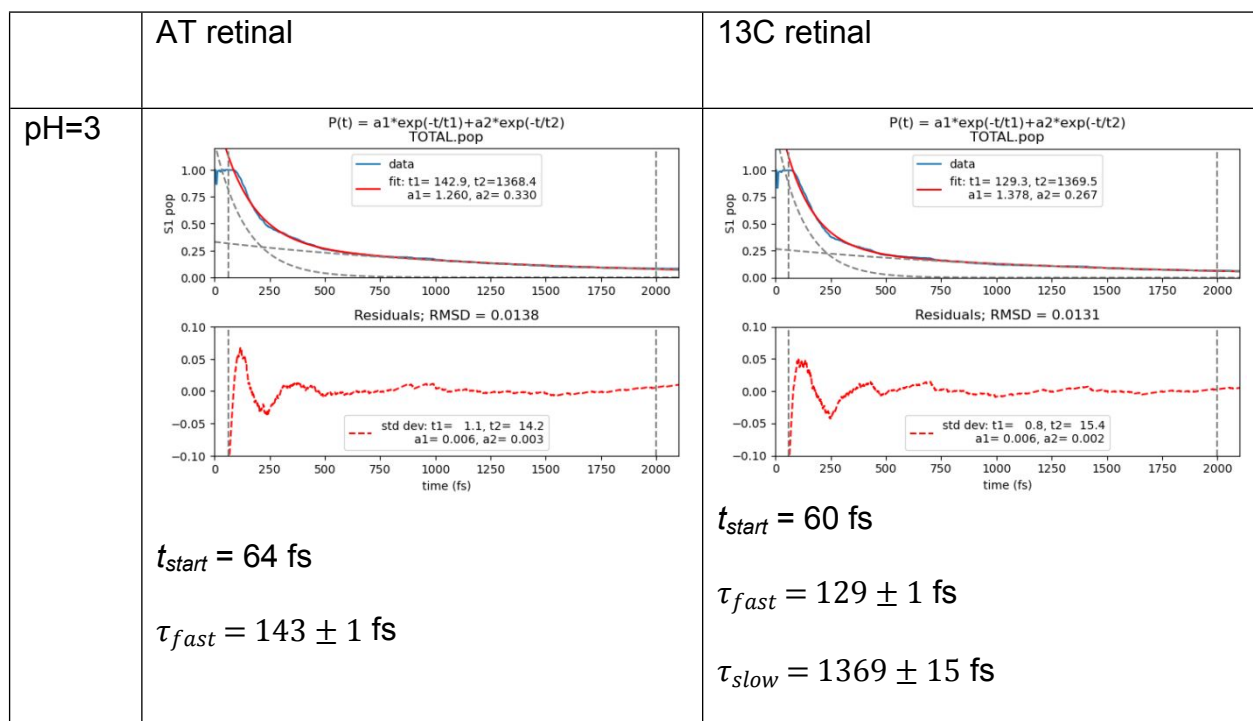 AT retinal
13C retinal
pH=3
P(t) = a1*exp(-t/t1)+a2*exp(-t/t2)
TOTAL.pop
data
fit: t1= 142.9, t2=1368.4
a1= 1.260, a2= 0.330
S1 pop
1.00
0.75
0.50
0.25
0.00
0 250 500 750 1000 1250 1500 1750 2000
Residuals; RMSD = 0.0138
0.10
0.05
0.00
−0.05
−0.10
std dev: t1= 1.1, t2= 14.2
a1= 0.006, a2= 0.003
0 250 500 750 1000 1250 1500 1750 2000
time (fs)
tstart = 64 fs
τfast = 143 ± 1 fs
P(t) = a1*exp(-t/t1)+a2*exp(-t/t2)
TOTAL.pop
data
fit: t1= 129.3, t2=1369.5
a1= 1.378, a2= 0.267
S1 pop
1.00
0.75
0.50
0.25
0.00
0 250 500 750 1000 1250 1500 1750 2000
Residuals; RMSD = 0.0131
0.10
0.05
0.00
−0.05
−0.10
std dev: t1= 0.8, t2= 15.4
a1= 0.006, a2= 0.002
0 250 500 750 1000 1250 1500 1750 2000
time (fs)
tstart = 60 fs
τfast = 129 ± 1 fs
τslow = 1369 ± 15 fs